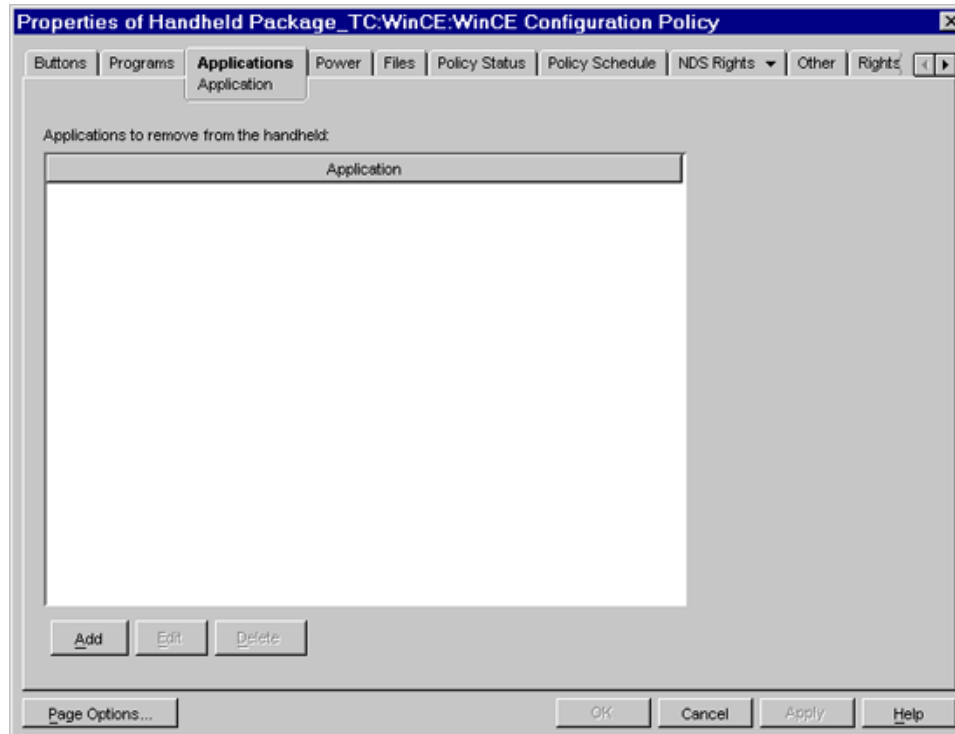 Properties of Handheld Package_TC:WinCE:WinCE Configuration Policy
Buttons Programs Applications Power Files Policy Status Policy Schedule NDS Rights Other Rights
Application
Applications to remove from the handheld:
Application
Add Edit Delete
Page Options... OK Cancel Apply Help